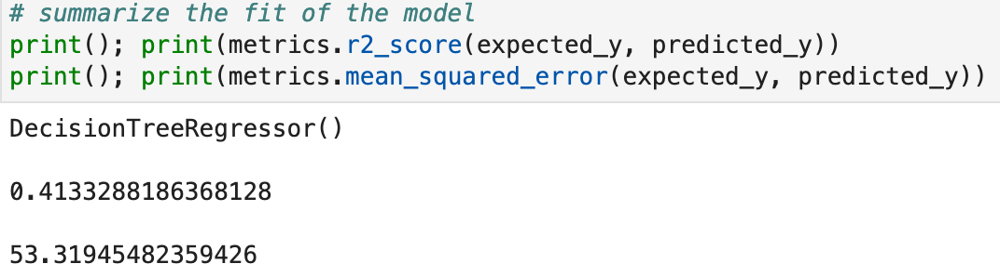 # summarize the fit of the model
print(); print(metrics.r2_score(expected_y, predicted_y))
print(); print(metrics.mean_squared_error(expected_y, predicted_y))
DecisionTreeRegressor()
0.4133288186368128
53.31945482359426